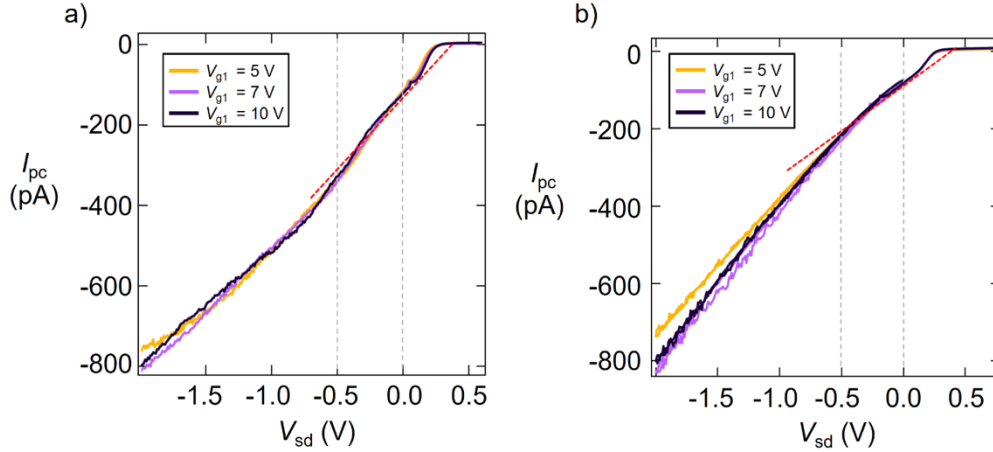 a)
0
-200
-400
-600
-800
I_pc
(pA)
V_g1 = 5 V
V_g1 = 7 V
V_g1 = 10 V
-1.5 -1.0 -0.5 0.0 0.5
V_sd (V)
b)
0
-200
-400
-600
-800
I_pc
(pA)
V_g1 = 5 V
V_g1 = 7 V
V_g1 = 10 V
-1.5 -1.0 -0.5 0.0 0.5
V_sd (V)